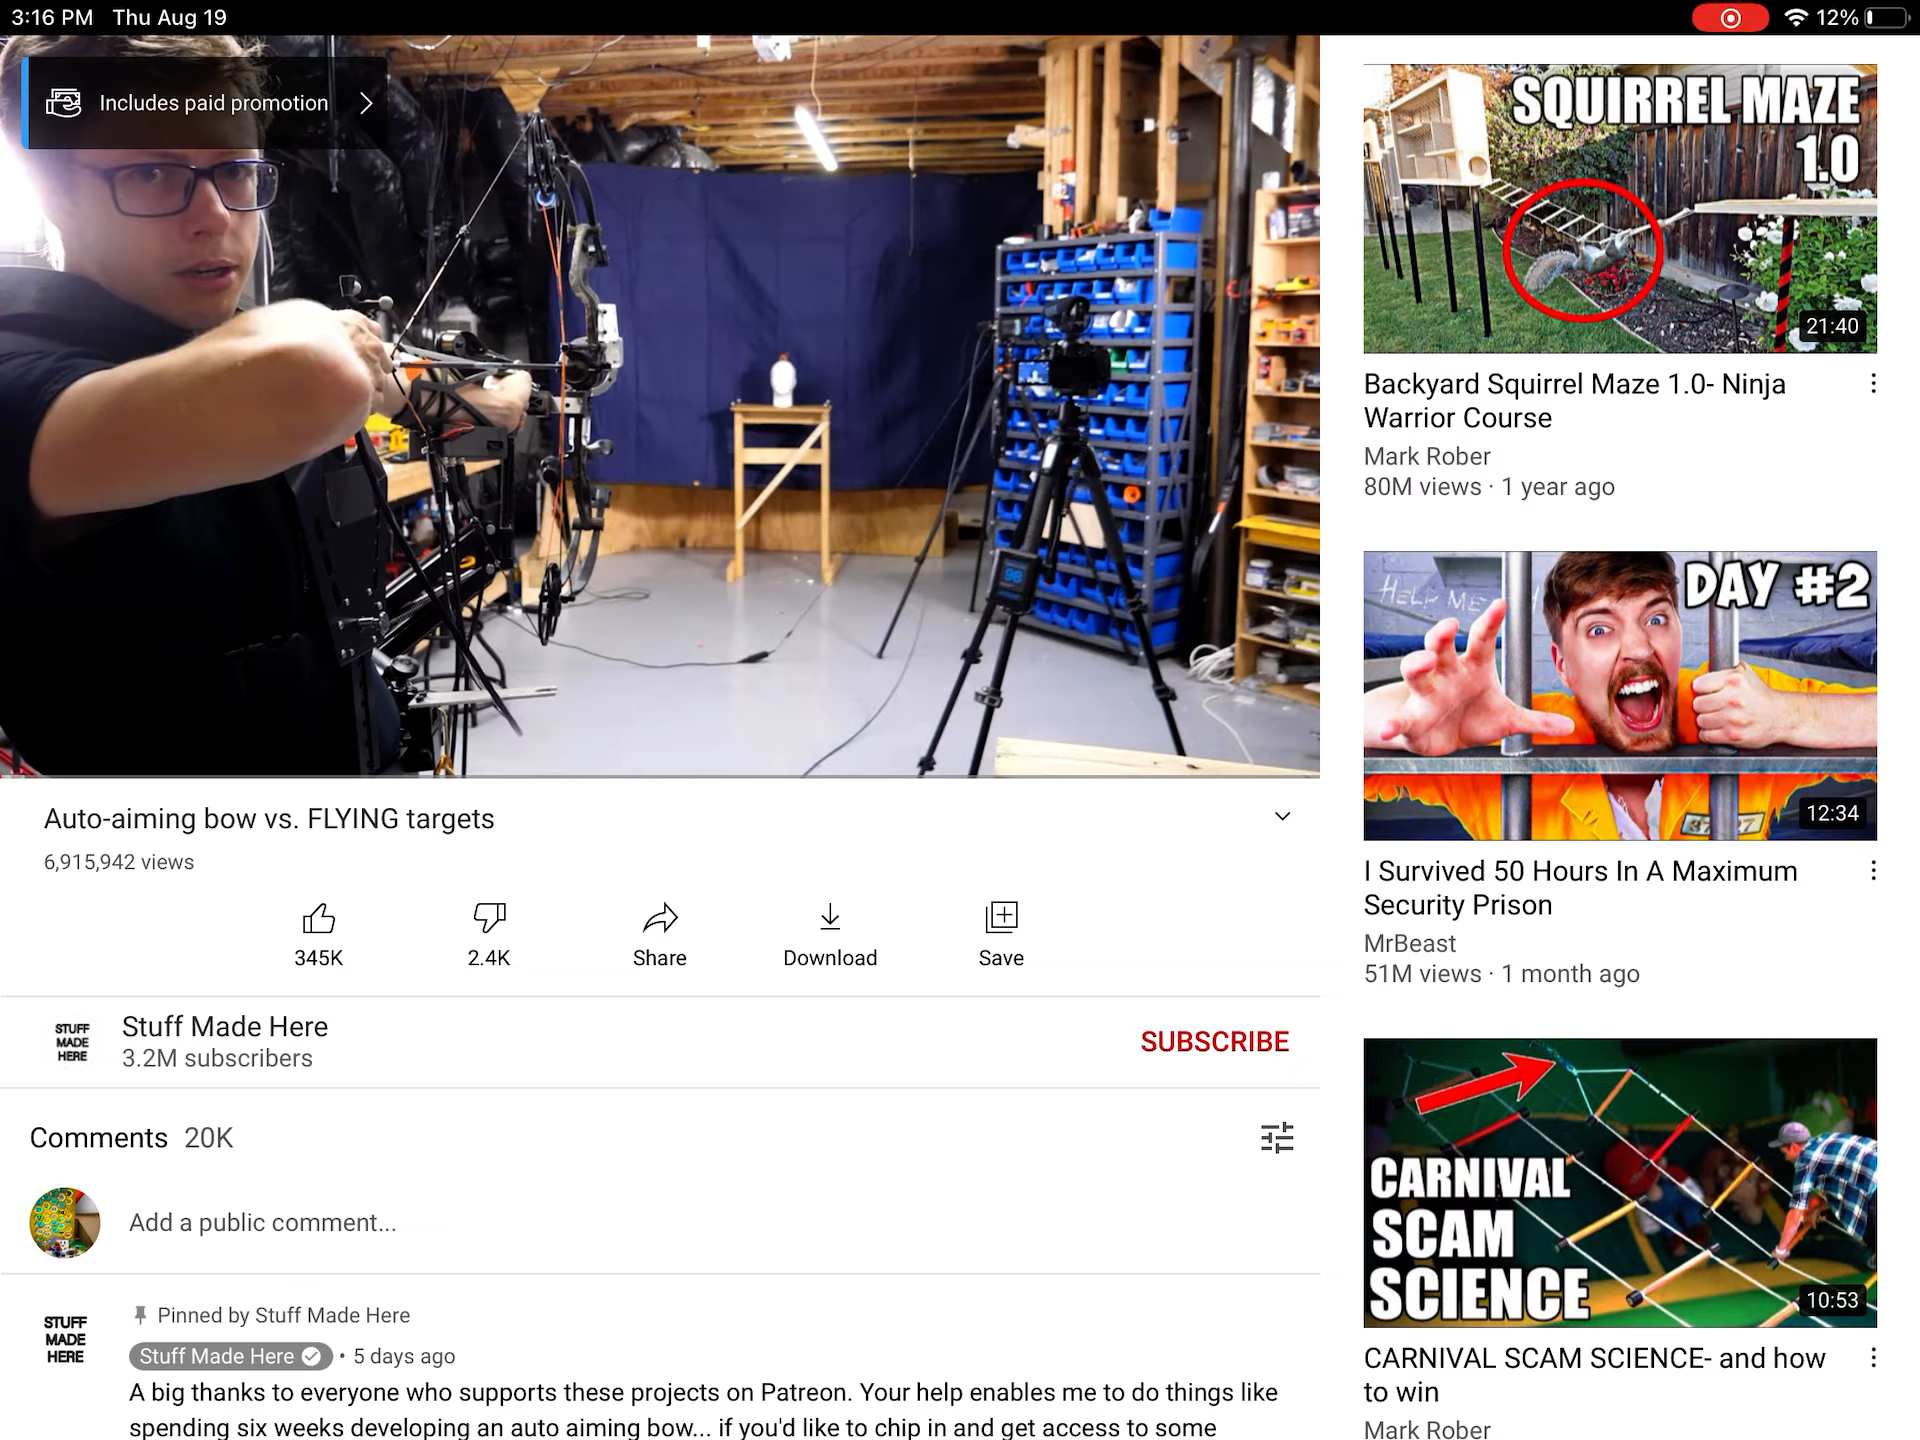 3:16 PM Thu Aug 19
12%
Includes paid promotion
98
Auto-aiming bow vs. FLYING targets
6,915,942 views
345K
2.4K
Share
Download
Save
STUFF
MADE
HERE
Stuff Made Here
3.2M subscribers
SUBSCRIBE
Comments 20K
Add a public comment...
STUFF
MADE
HERE
Pinned by Stuff Made Here
Stuff Made Here • 5 days ago
A big thanks to everyone who supports these projects on Patreon. Your help enables me to do things like
spending six weeks developing an auto aiming bow... if you'd like to chip in and get access to some
SQUIRREL MAZE
1.0
21:40
Backyard Squirrel Maze 1.0- Ninja
Warrior Course
Mark Rober
80M views · 1 year ago
HELP ME
DAY #2
12:34
I Survived 50 Hours In A Maximum
Security Prison
MrBeast
51M views · 1 month ago
CARNIVAL
SCAM
SCIENCE
10:53
CARNIVAL SCAM SCIENCE- and how
to win
Mark Rober